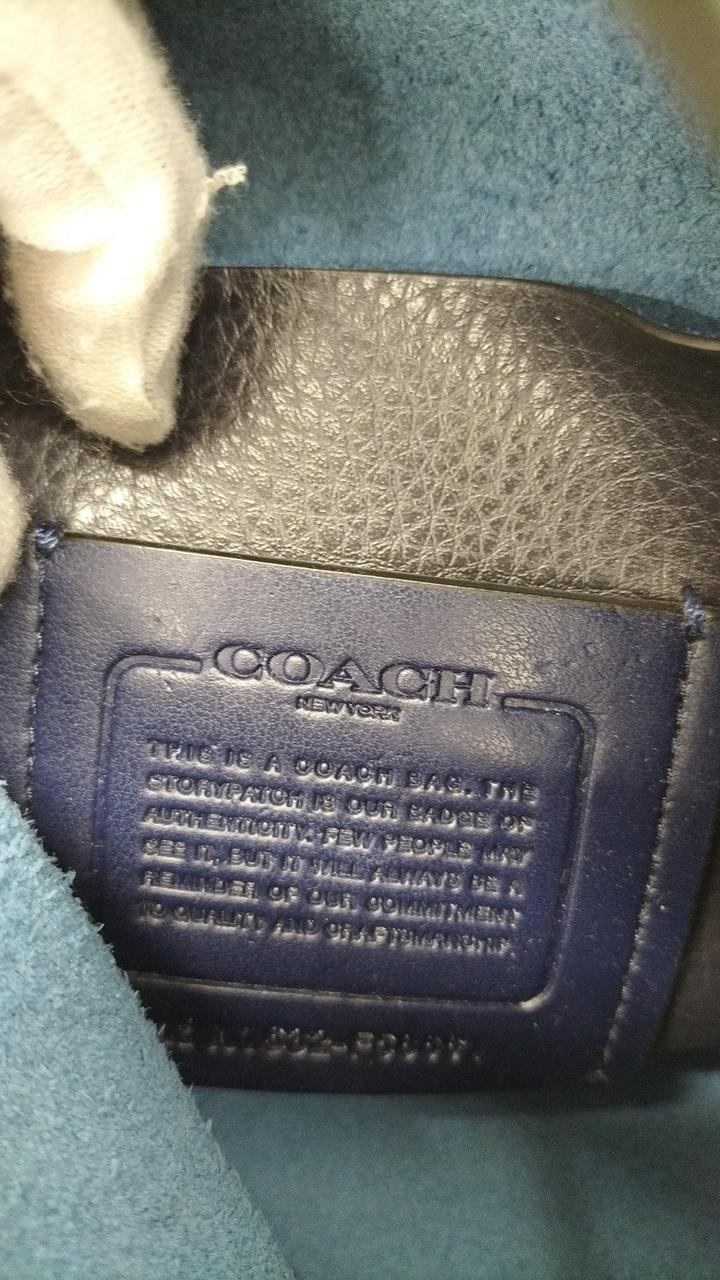 COACH
NEW YORK
THIS IS A COACH BAG. THE
STORYPATCH IS OUR BADGE OF
AUTHENTICITY. FEW PEOPLE MAY
SEE IT, BUT IT WILL ALWAYS BE A
REMINDER OF OUR COMMITMENT
TO QUALITY AND CRAFTSMANSHIP.